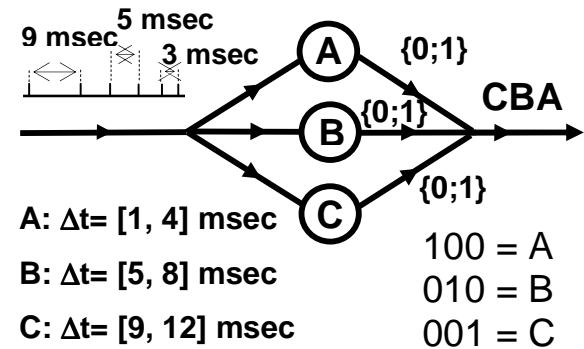 5 msec
9 msec
3 msec
A
{0;1}
CBA
B
{0;1}
C
{0;1}
A: Δt= [1, 4] msec
B: Δt= [5, 8] msec
C: Δt= [9, 12] msec
100 = A
010 = B
001 = C